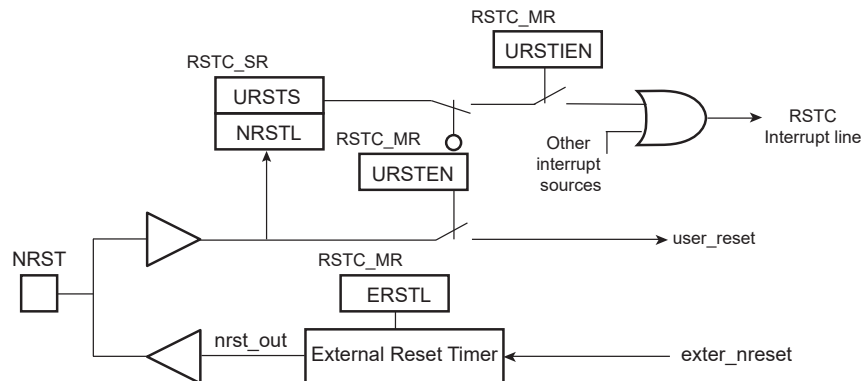 RSTC_MR
URSTIEN
RSTC_SR
URSTS
NRSTL
RSTC_MR
URSTEN
Other
interrupt
sources
RSTC
Interrupt line
user_reset
NRST
RSTC_MR
ERSTL
nrst_out
External Reset Timer
exter_nreset